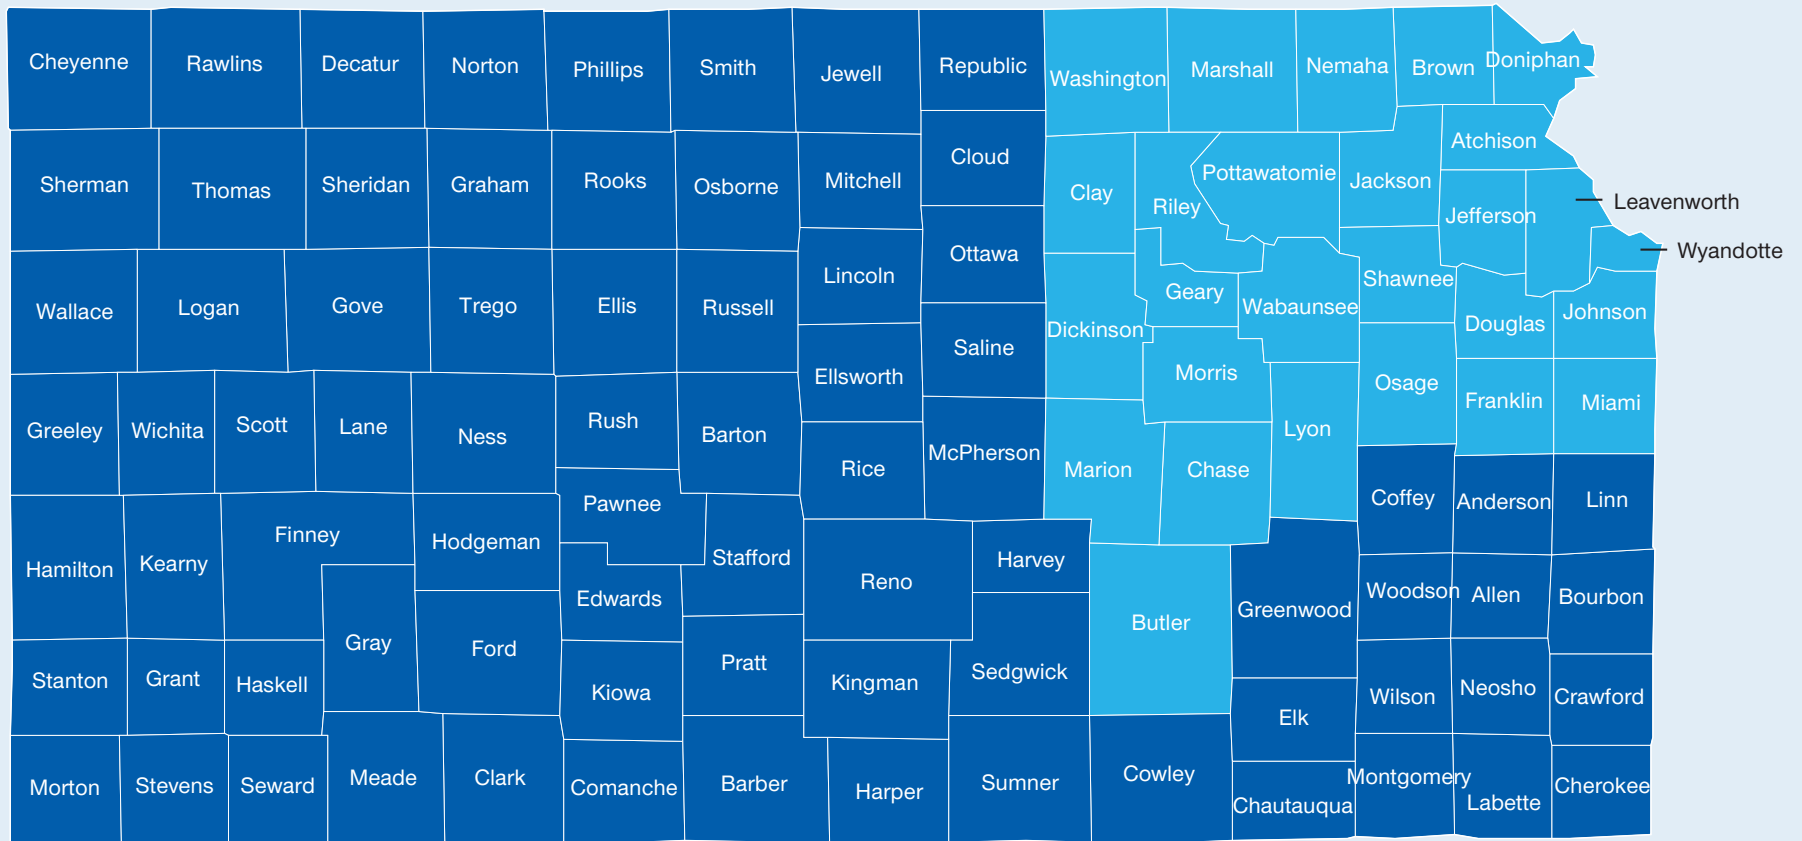 Cheyenne
Rawlins
Decatur
Norton
Phillips
Smith
Jewell
Republic
Washington
Marshall
Nemaha
Brown
Doniphan
Sherman
Thomas
Sheridan
Graham
Rooks
Osborne
Mitchell
Cloud
Clay
Riley
Pottawatomie
Jackson
Atchison
Jefferson
Leavenworth
Wyandotte
Wallace
Logan
Gove
Trego
Ellis
Russell
Lincoln
Ottawa
Saline
Dickinson
Geary
Wabaunsee
Shawnee
Douglas
Johnson
Greeley
Wichita
Scott
Lane
Ness
Rush
Barton
Ellsworth
Rice
McPherson
Marion
Morris
Chase
Lyon
Osage
Franklin
Miami
Hamilton
Kearny
Finney
Hodgeman
Pawnee
Stafford
Edwards
Reno
Harvey
Butler
Greenwood
Coffey
Anderson
Linn
Woodson
Allen
Bourbon
Stanton
Grant
Haskell
Gray
Ford
Kiowa
Pratt
Kingman
Sedgwick
Elk
Wilson
Neosho
Crawford
Morton
Stevens
Seward
Meade
Clark
Comanche
Barber
Harper
Sumner
Cowley
Chautauqua
Montgomery
Labette
Cherokee